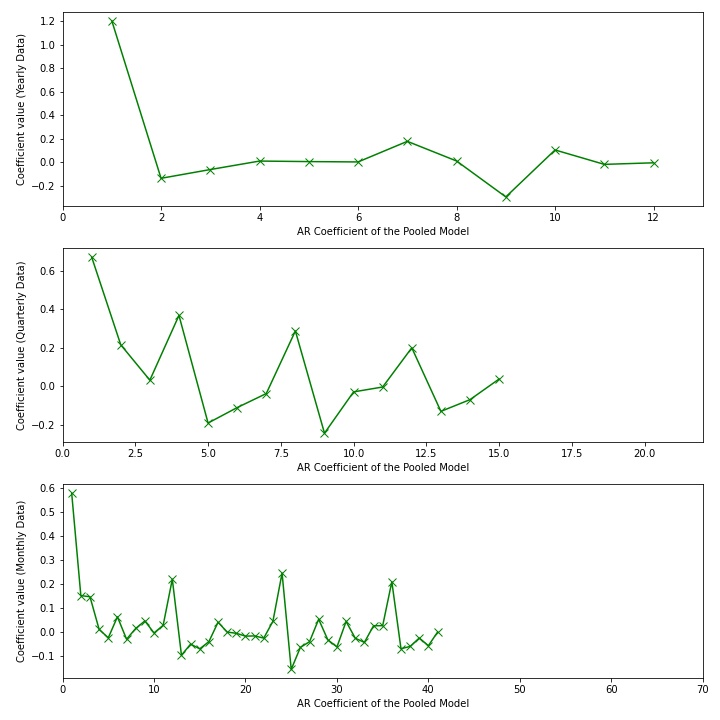 Coefficient value (Yearly Data)
1.2
1.0
0.8
0.6
0.4
0.2
0.0
−0.2
0 2 4 6 8 10 12
AR Coefficient of the Pooled Model
Coefficient value (Quarterly Data)
0.6
0.4
0.2
0.0
−0.2
0.0 2.5 5.0 7.5 10.0 12.5 15.0 17.5 20.0
AR Coefficient of the Pooled Model
Coefficient value (Monthly Data)
0.6
0.5
0.4
0.3
0.2
0.1
0.0
−0.1
0 10 20 30 40 50 60 70
AR Coefficient of the Pooled Model